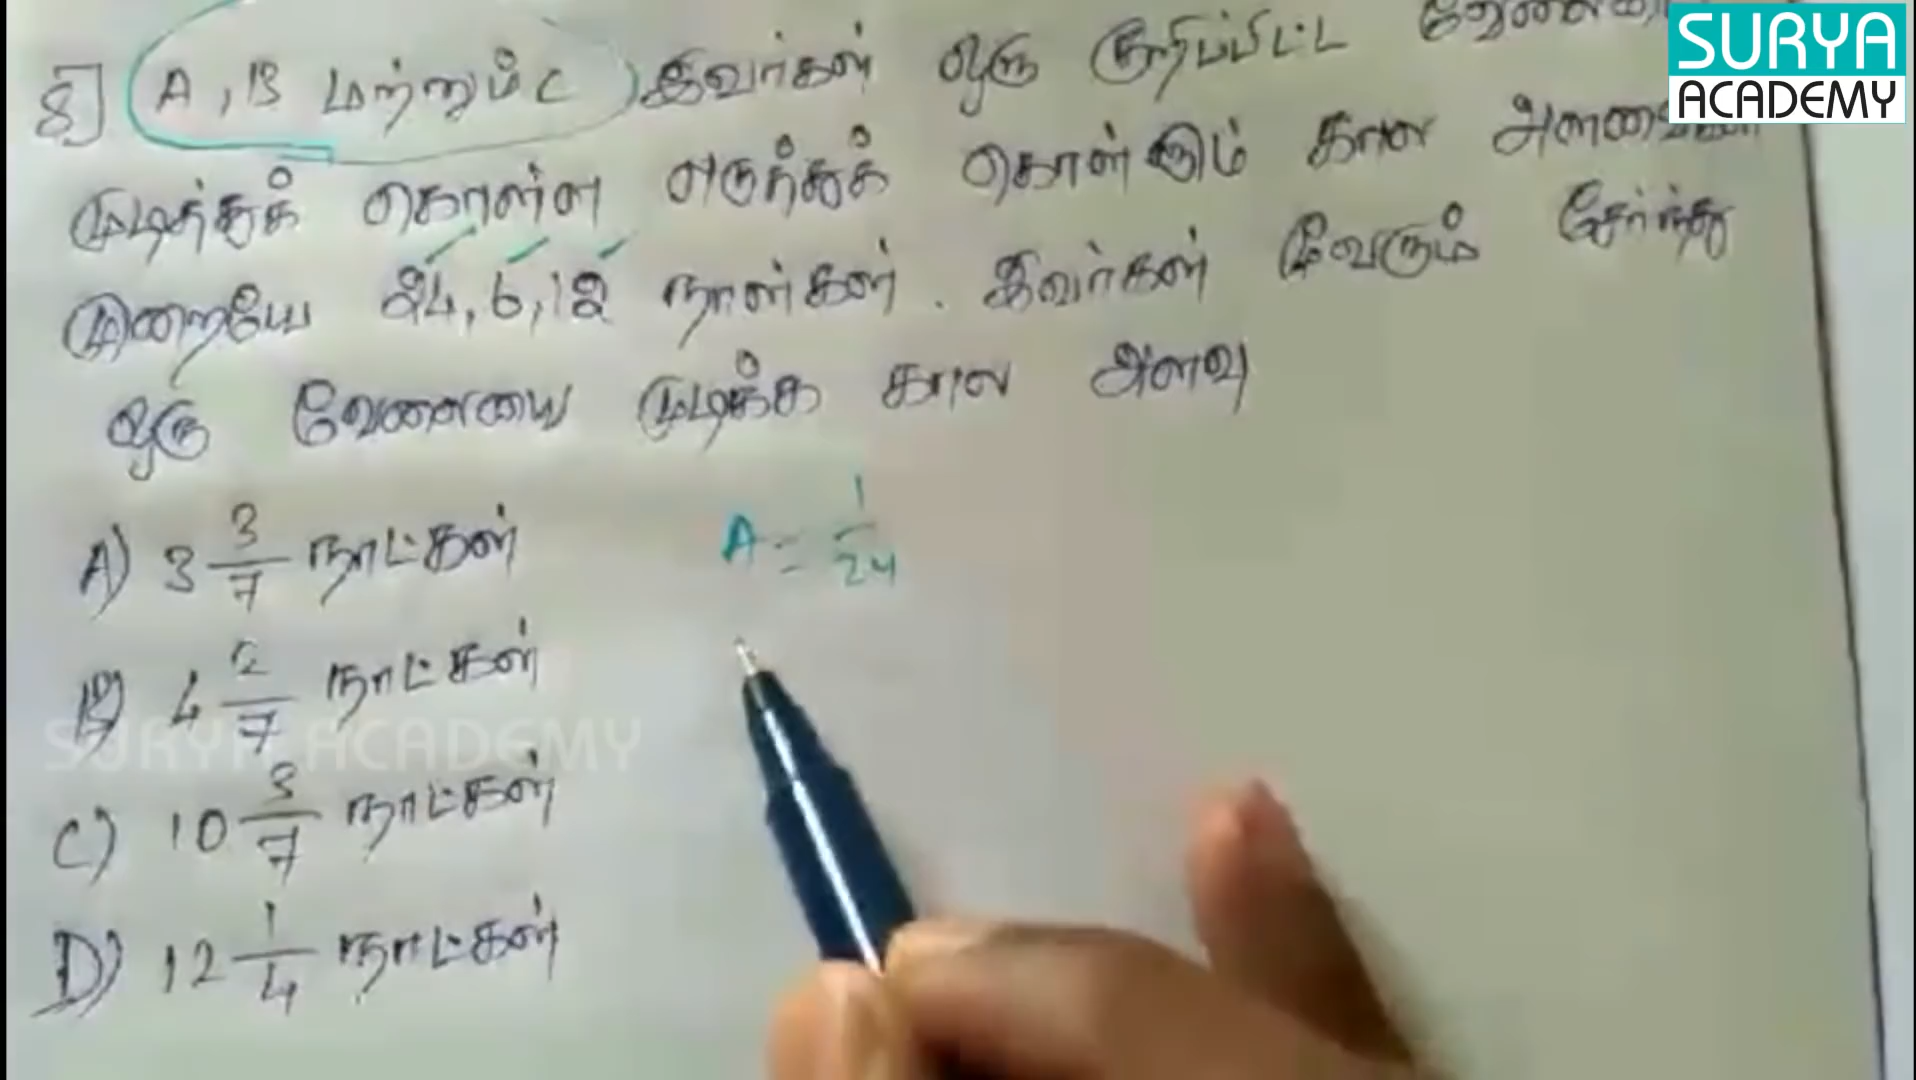 SURYA
ACADEMY
8] A, B மற்றும் C இவர்கள் ஒரு குறிப்பிட்ட
முடித்துக் கொள்ள எடுத்துக் கொள்ளும் கால அளவுகள்
முறையே 24, 6, 12 நாள்கள். இவர்கள் மூவரும் சேர்ந்து
ஒரு வேலையை முடிக்க கால அளவு
A) 3 3/7 நாட்கள்
A = 1/24
B) 4 2/7 நாட்கள்
SURYA ACADEMY
C) 10 3/7 நாட்கள்
D) 12 1/4 நாட்கள்